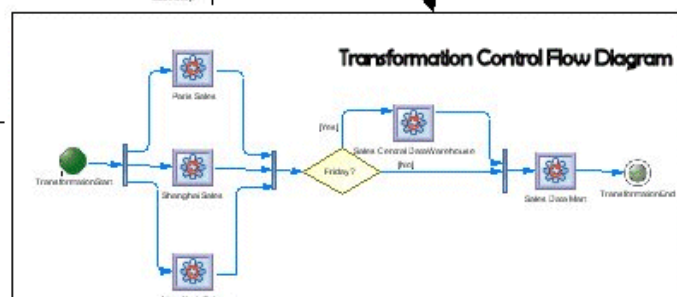 Transformation Control Flow Diagram
Paris Sales
[Yes]
Sales Central DataWarehouse
[No]
Friday?
TransformationStart
Shanghai Sales
Sales Data Mart
TransformationEnd